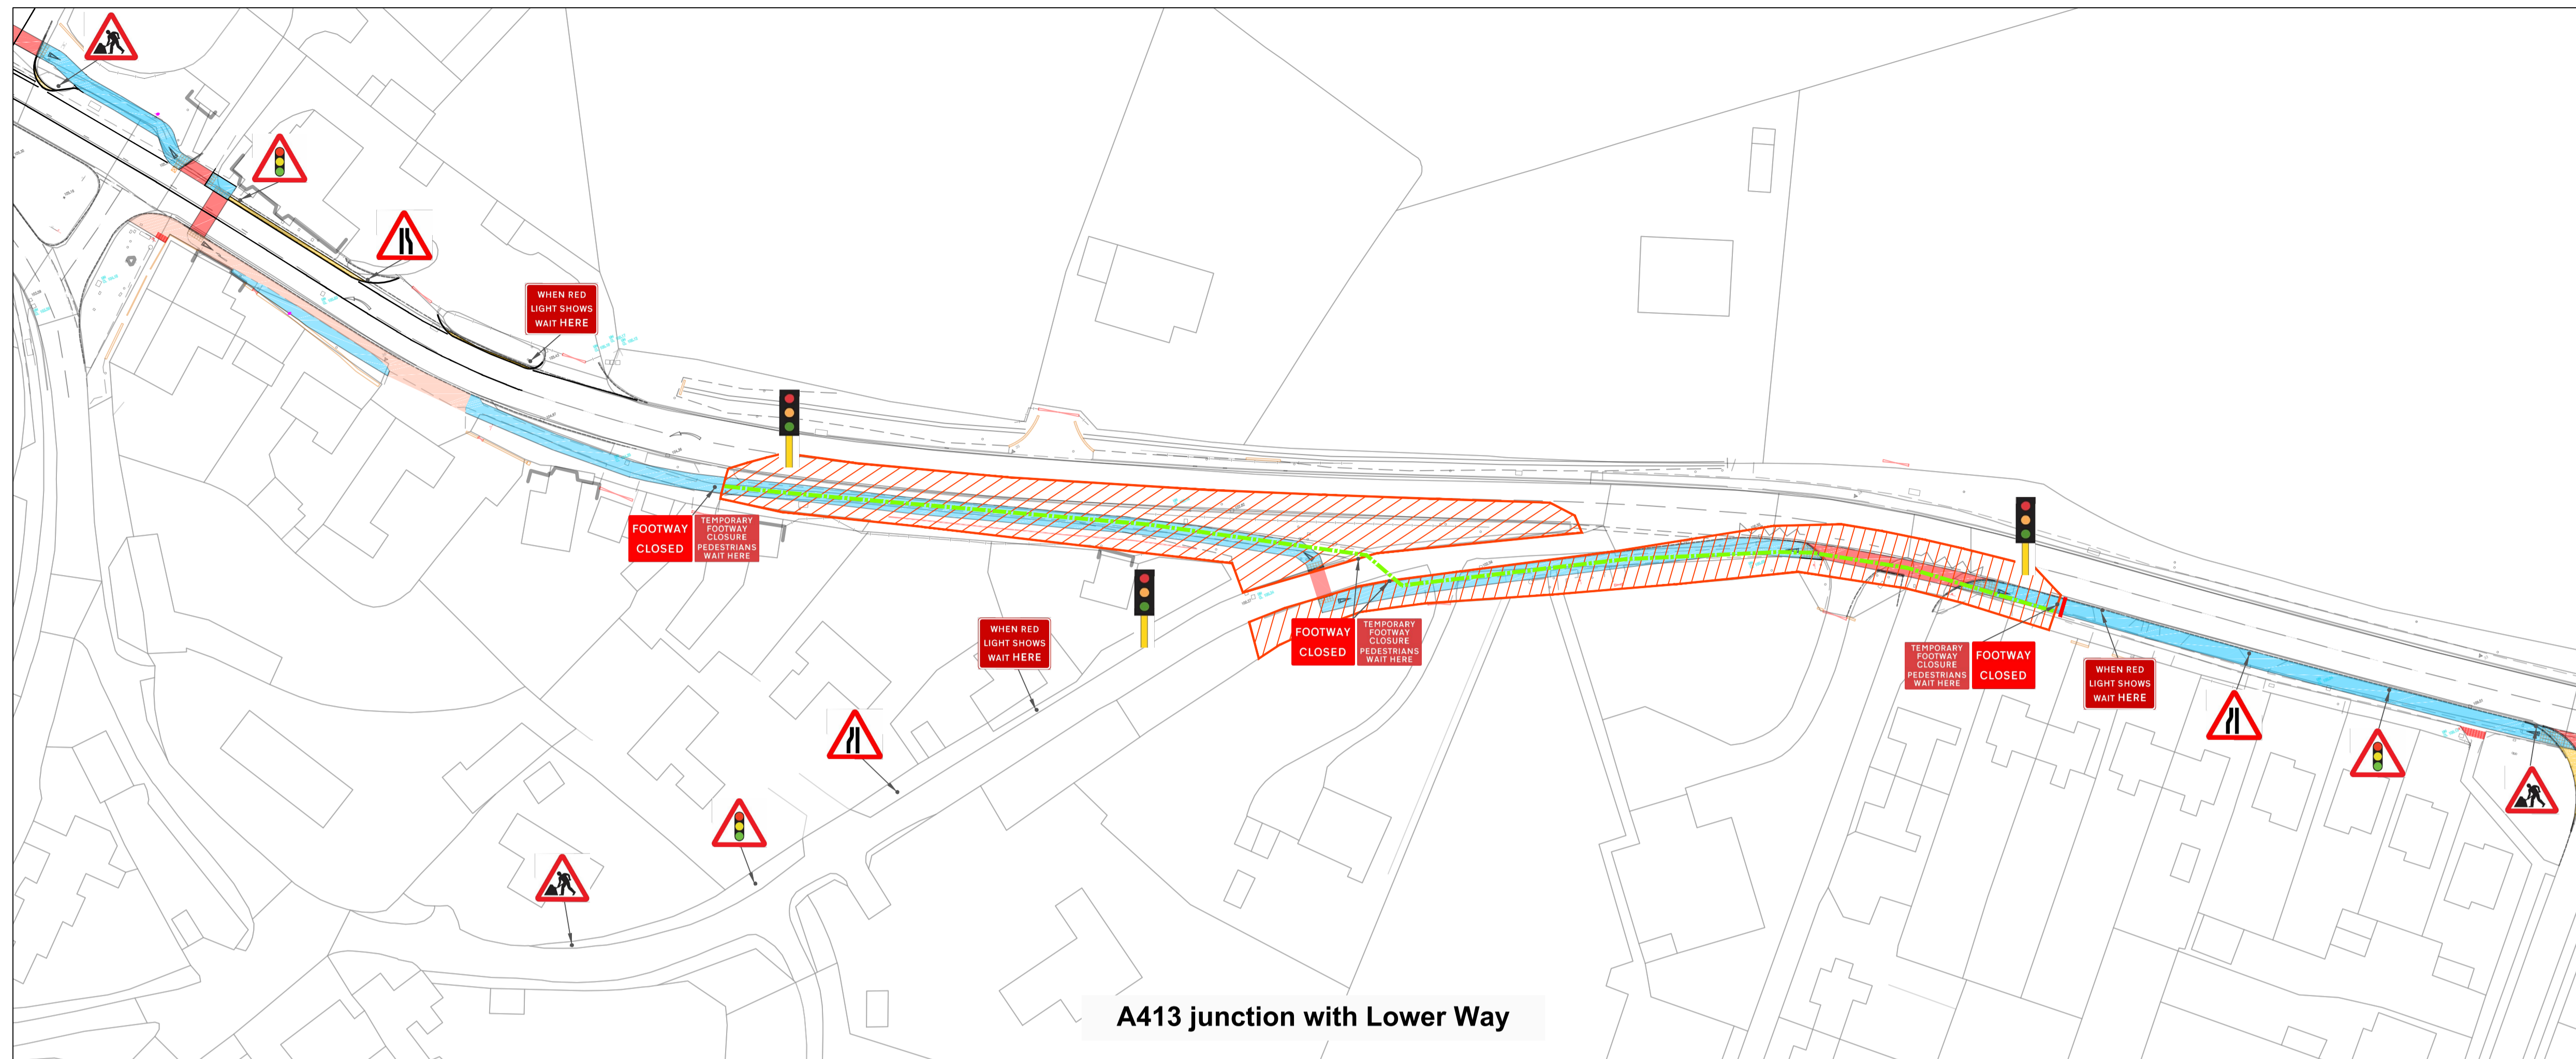 WHEN RED
LIGHT SHOWS
WAIT HERE
FOOTWAY
CLOSED
TEMPORARY
FOOTWAY
CLOSURE
PEDESTRIANS
WAIT HERE
WHEN RED
LIGHT SHOWS
WAIT HERE
FOOTWAY
CLOSED
TEMPORARY
FOOTWAY
CLOSURE
PEDESTRIANS
WAIT HERE
TEMPORARY
FOOTWAY
CLOSURE
PEDESTRIANS
WAIT HERE
FOOTWAY
CLOSED
WHEN RED
LIGHT SHOWS
WAIT HERE
A413 junction with Lower Way